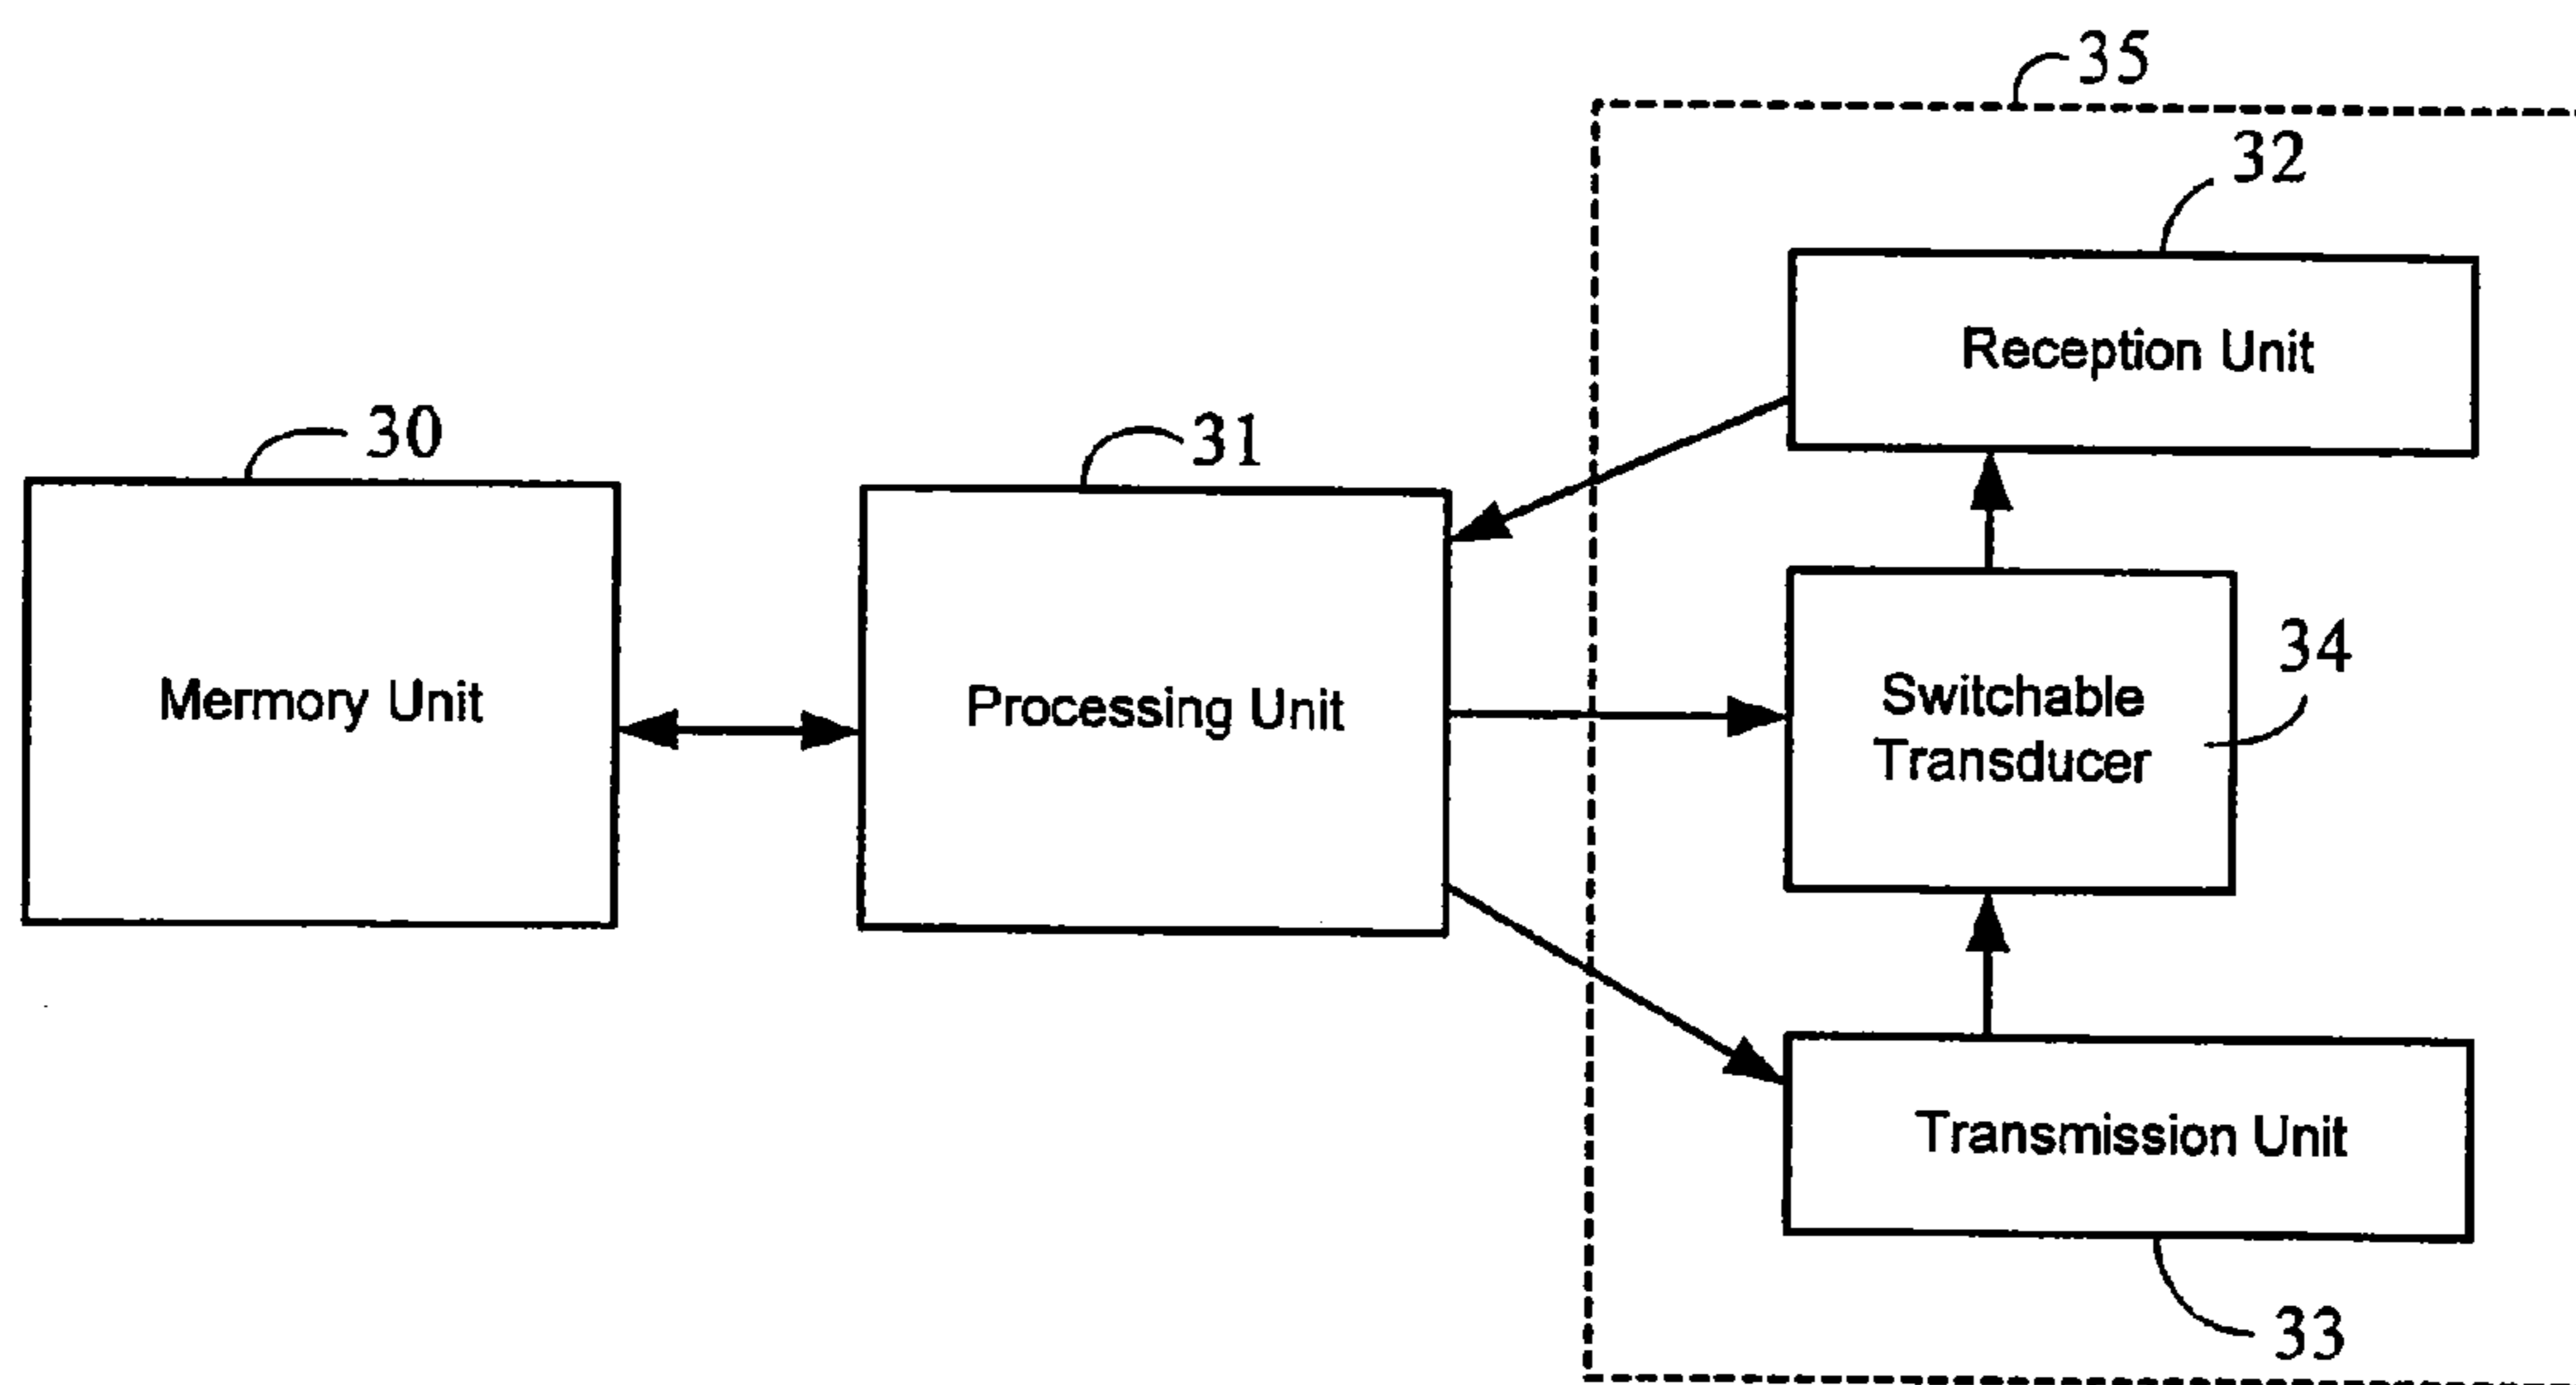 35
32
Reception Unit
30
31
Mermory Unit
Processing Unit
Switchable
Transducer
34
Transmission Unit
33